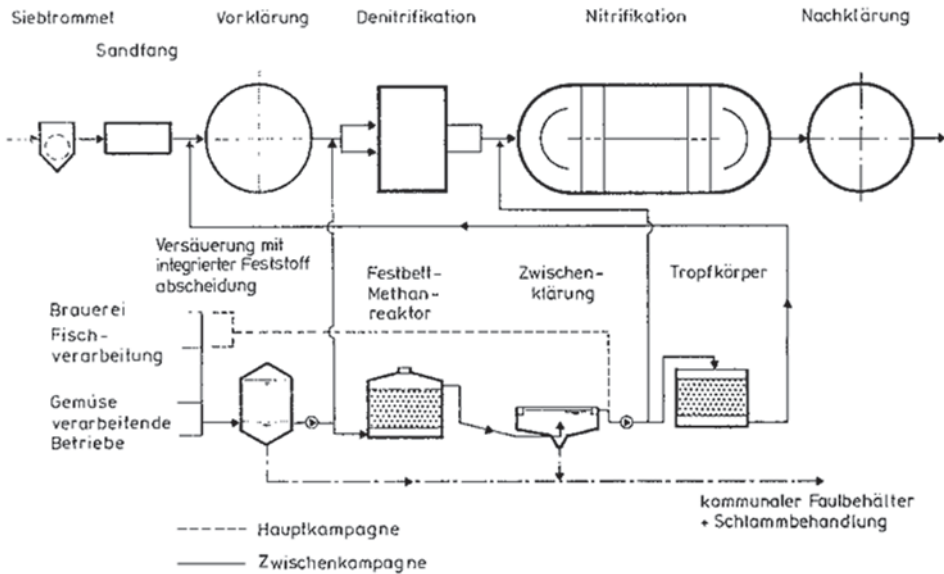 Siebtrommel
Vorklärung
Denitrifikation
Nitrifikation
Nachklärung
Sandfang
Versäuerung mit
integrierter Feststoff
abscheidung
Festbett-
Methan-
reaktor
Zwischen-
klärung
Tropfkörper
Brauerei
Fisch-
verarbeitung
Gemüse
verarbeitende
Betriebe
kommunaler Faulbehälter
+ Schlammbehandlung
Hauptkampagne
Zwischenkampagne